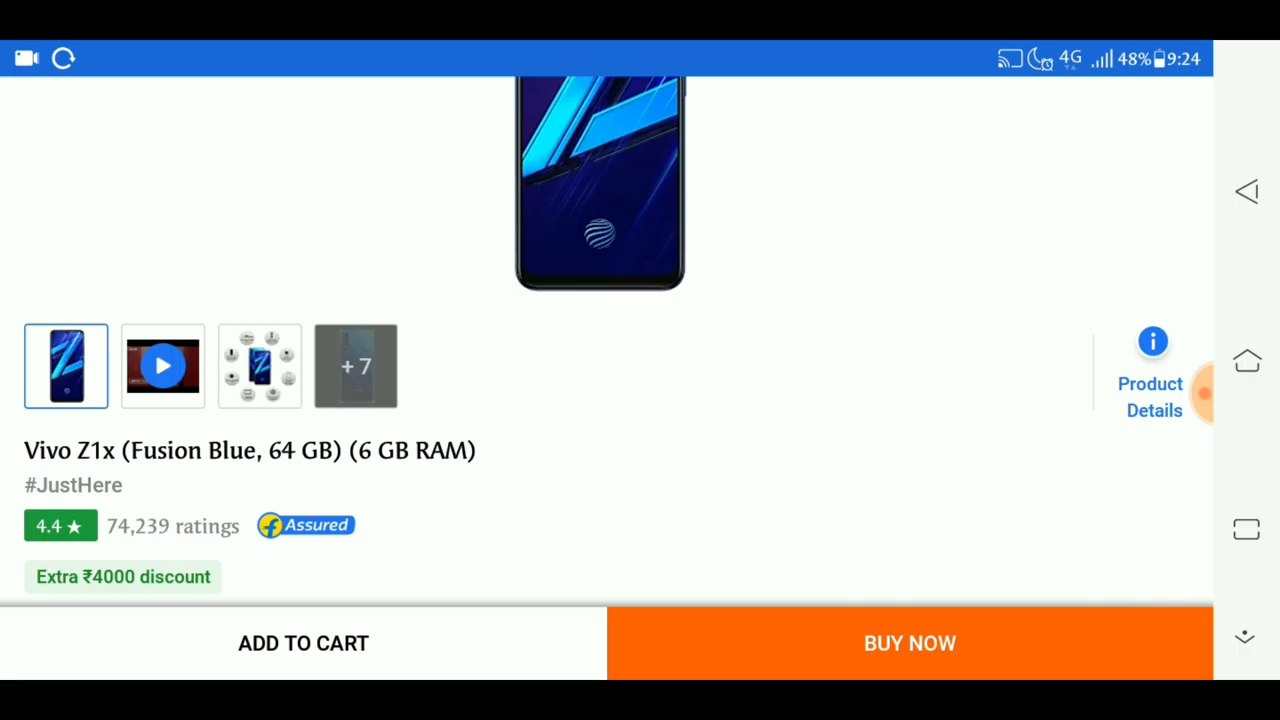 4G 48% 9:24
+ 7
Product
Details
Vivo Z1x (Fusion Blue, 64 GB) (6 GB RAM)
#JustHere
4.4 ★ 74,239 ratings Assured
Extra ₹4000 discount
ADD TO CART BUY NOW